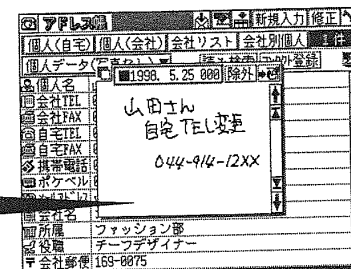 アドレス帳 新規入力 修正
個人(自宅) 個人(会社) 会社リスト 会社別個人 1件
個人データ
1998. 5.25 000 除外
個人名
会社TEL
会社FAX
自宅TEL
自宅FAX
携帯電話
ポケベル
会社名
所属 ファッション部
役職 チーフデザイナー
〒会社郵便 169-0075
山田さん
自宅TEL変更
044-914-12XX